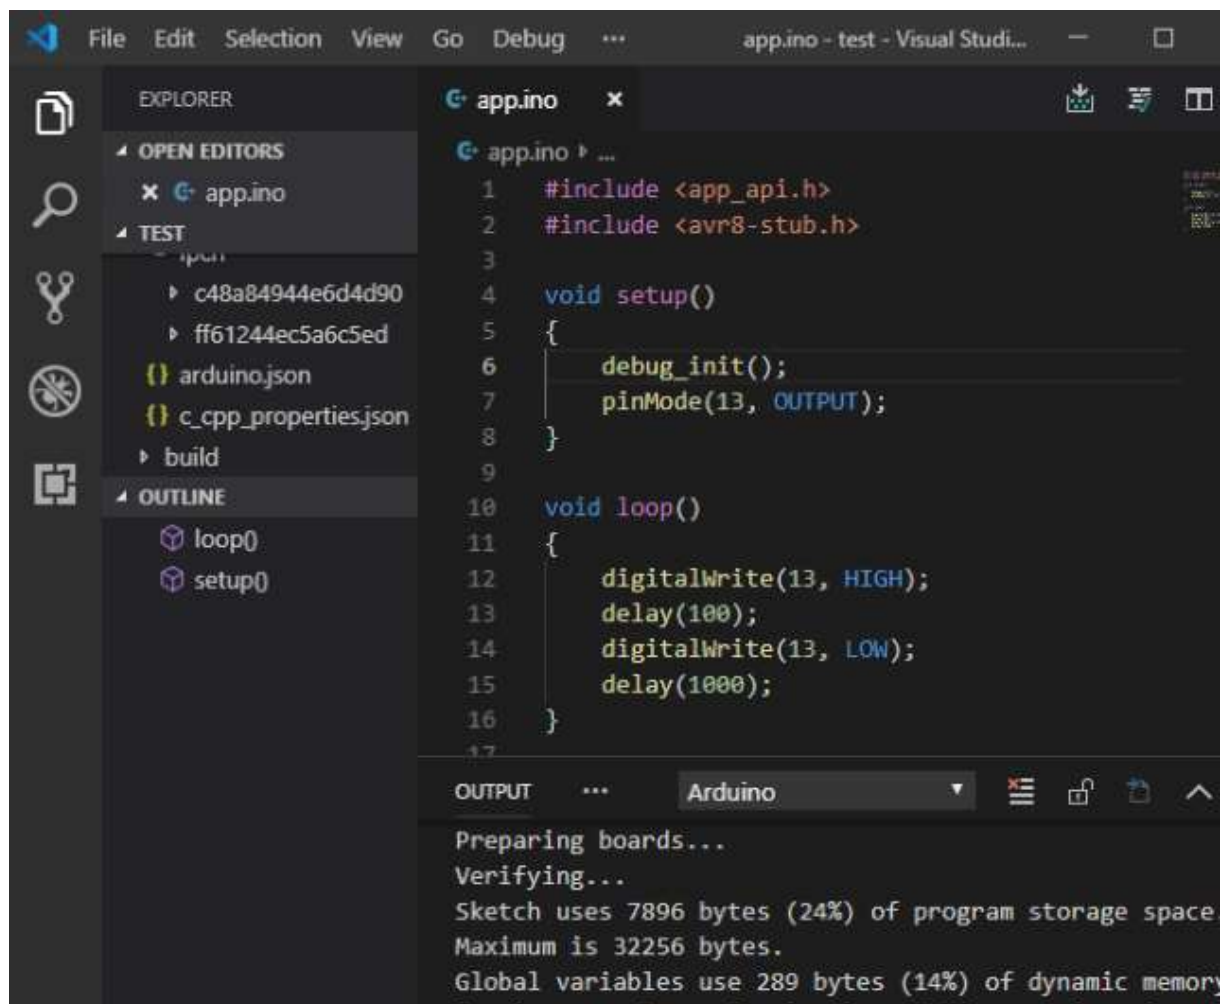 File Edit Selection View Go Debug ··· app.ino - test - Visual Studi...
EXPLORER
OPEN EDITORS
app.ino
TEST
c48a84944e6d4d90
ff61244ec5a6c5ed
arduino.json
c_cpp_properties.json
build
OUTLINE
loop()
setup()
app.ino
app.ino ...
1 #include <app_api.h>
2 #include <avr8-stub.h>
3
4 void setup()
5 {
6 debug_init();
7 pinMode(13, OUTPUT);
8 }
9
10 void loop()
11 {
12 digitalWrite(13, HIGH);
13 delay(100);
14 digitalWrite(13, LOW);
15 delay(1000);
16 }
17
OUTPUT ··· Arduino
Preparing boards...
Verifying...
Sketch uses 7896 bytes (24%) of program storage space.
Maximum is 32256 bytes.
Global variables use 289 bytes (14%) of dynamic memory